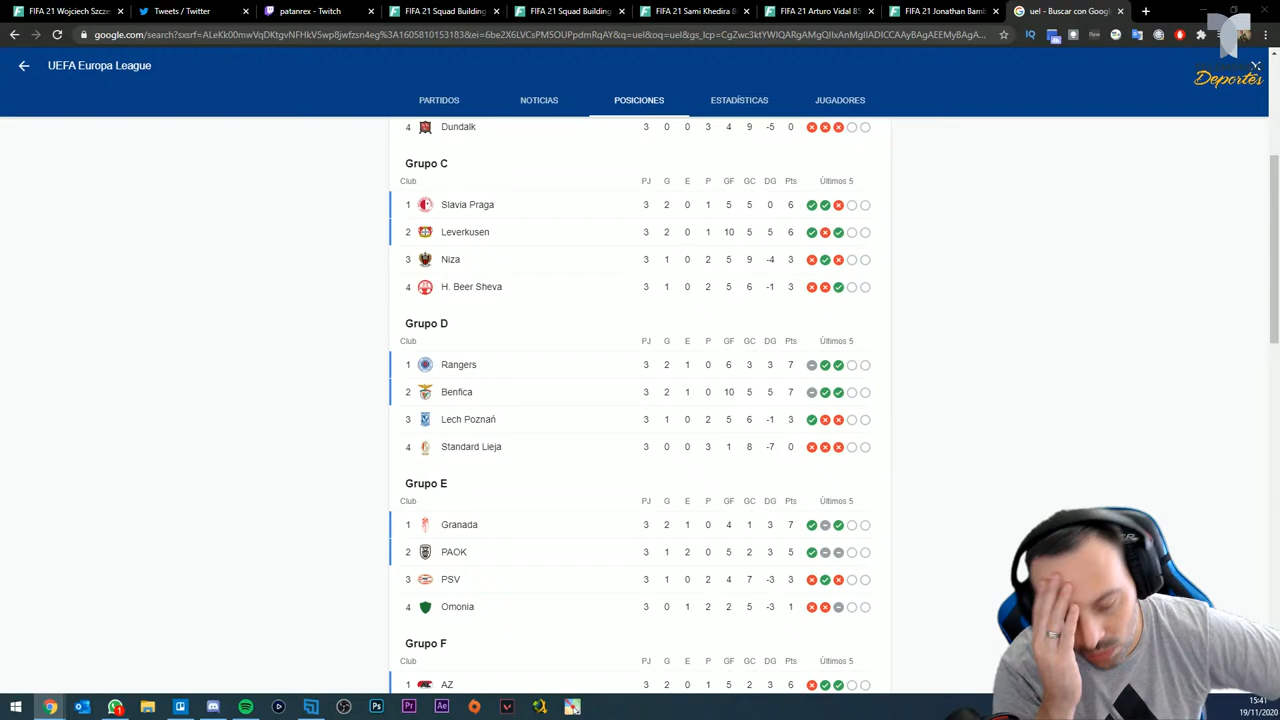 FIFA 21 Wojciech Szcze
Tweets / Twitter
patanrex - Twitch
FIFA 21 Squad Building
FIFA 21 Squad Building
FIFA 21 Sami Khedira 8
FIFA 21 Arturo Vidal 85
FIFA 21 Jonathan Bamb
uel - Buscar con Google
UEFA Europa League
Deportes
PARTIDOS NOTICIAS POSICIONES ESTADÍSTICAS JUGADORES
4 Dundalk 3 0 0 3 4 9 -5 0
Grupo C
Club PJ G E P GF GC DG Pts Últimos 5
1 Slavia Praga 3 2 0 1 5 5 0 6
2 Leverkusen 3 2 0 1 10 5 5 6
3 Niza 3 1 0 2 5 9 -4 3
4 H. Beer Sheva 3 1 0 2 5 6 -1 3
Grupo D
Club PJ G E P GF GC DG Pts Últimos 5
1 Rangers 3 2 1 0 6 3 3 7
2 Benfica 3 2 1 0 10 5 5 7
3 Lech Poznań 3 1 0 2 5 6 -1 3
4 Standard Lieja 3 0 0 3 1 8 -7 0
Grupo E
Club PJ G E P GF GC DG Pts Últimos 5
1 Granada 3 2 1 0 4 1 3 7
2 PAOK 3 1 2 0 5 2 3 5
3 PSV 3 1 0 2 4 7 -3 3
4 Omonia 3 0 1 2 2 5 -3 1
Grupo F
Club PJ G E P GF GC DG Pts Últimos 5
1 AZ 3 2 0 1 5 2 3 6
15:41
19/11/2020